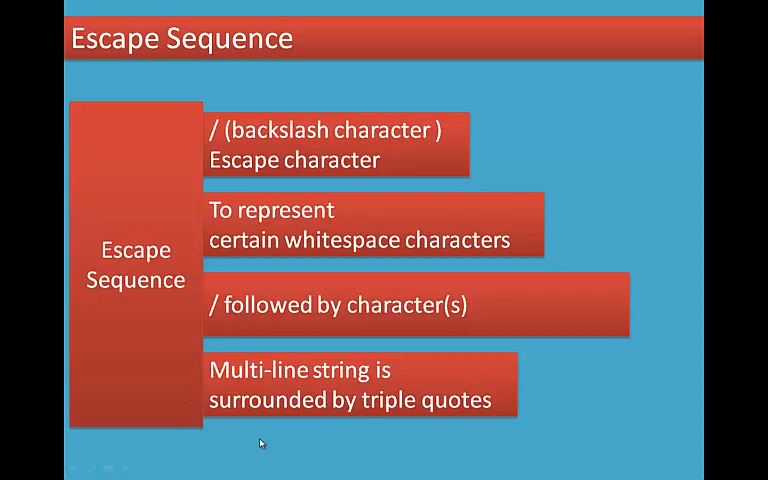 Escape Sequence
Escape
Sequence
/ (backslash character )
Escape character
To represent
certain whitespace characters
/ followed by character(s)
Multi-line string is
surrounded by triple quotes